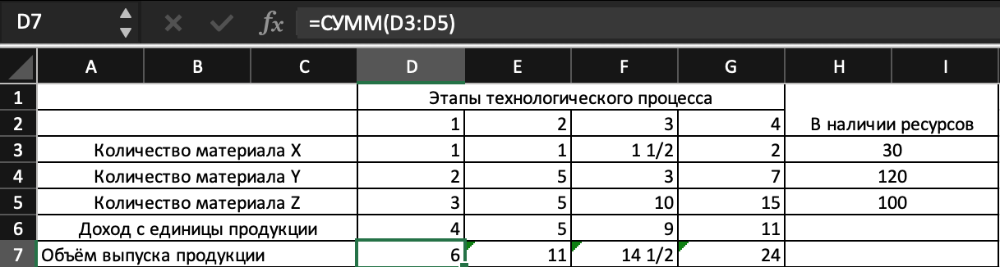 D7 fx =СУММ(D3:D5)
A B C D E F G H I
1 Этапы технологического процесса
2 1 2 3 4 В наличии ресурсов
3 Количество материала X 1 1 1 1/2 2 30
4 Количество материала Y 2 5 3 7 120
5 Количество материала Z 3 5 10 15 100
6 Доход с единицы продукции 4 5 9 11
7 Объём выпуска продукции 6 11 14 1/2 24